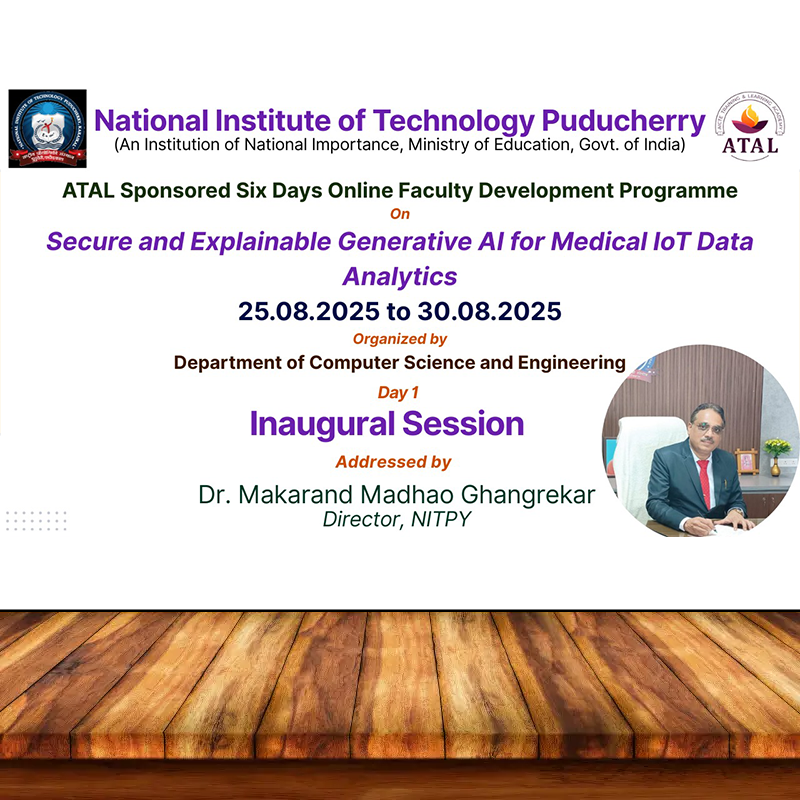 National Institute of Technology Puducherry
(An Institution of National Importance, Ministry of Education, Govt. of India)
ATAL
ATAL Sponsored Six Days Online Faculty Development Programme
On
Secure and Explainable Generative AI for Medical IoT Data
Analytics
25.08.2025 to 30.08.2025
Organized by
Department of Computer Science and Engineering
Day 1
Inaugural Session
Addressed by
Dr. Makarand Madhao Ghangrekar
Director, NITPY